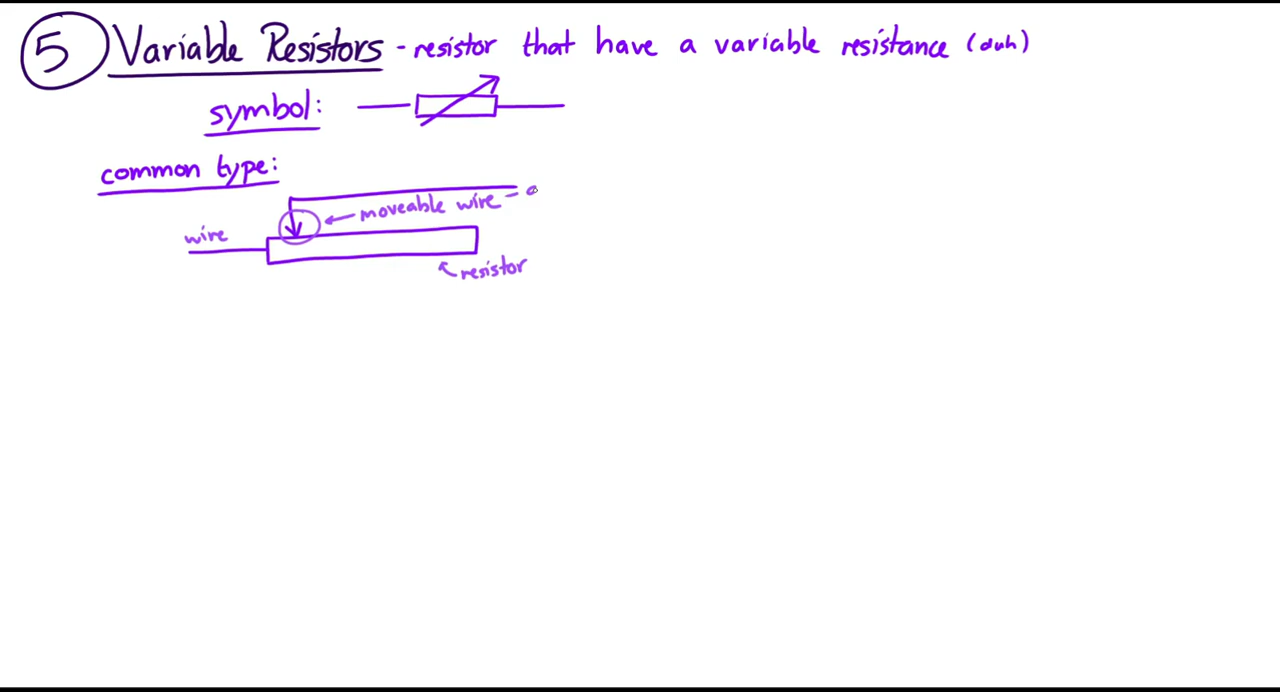 5 Variable Resistors - resistor that have a variable resistance (duh)
symbol:
common type:
moveable wire -
wire
resistor